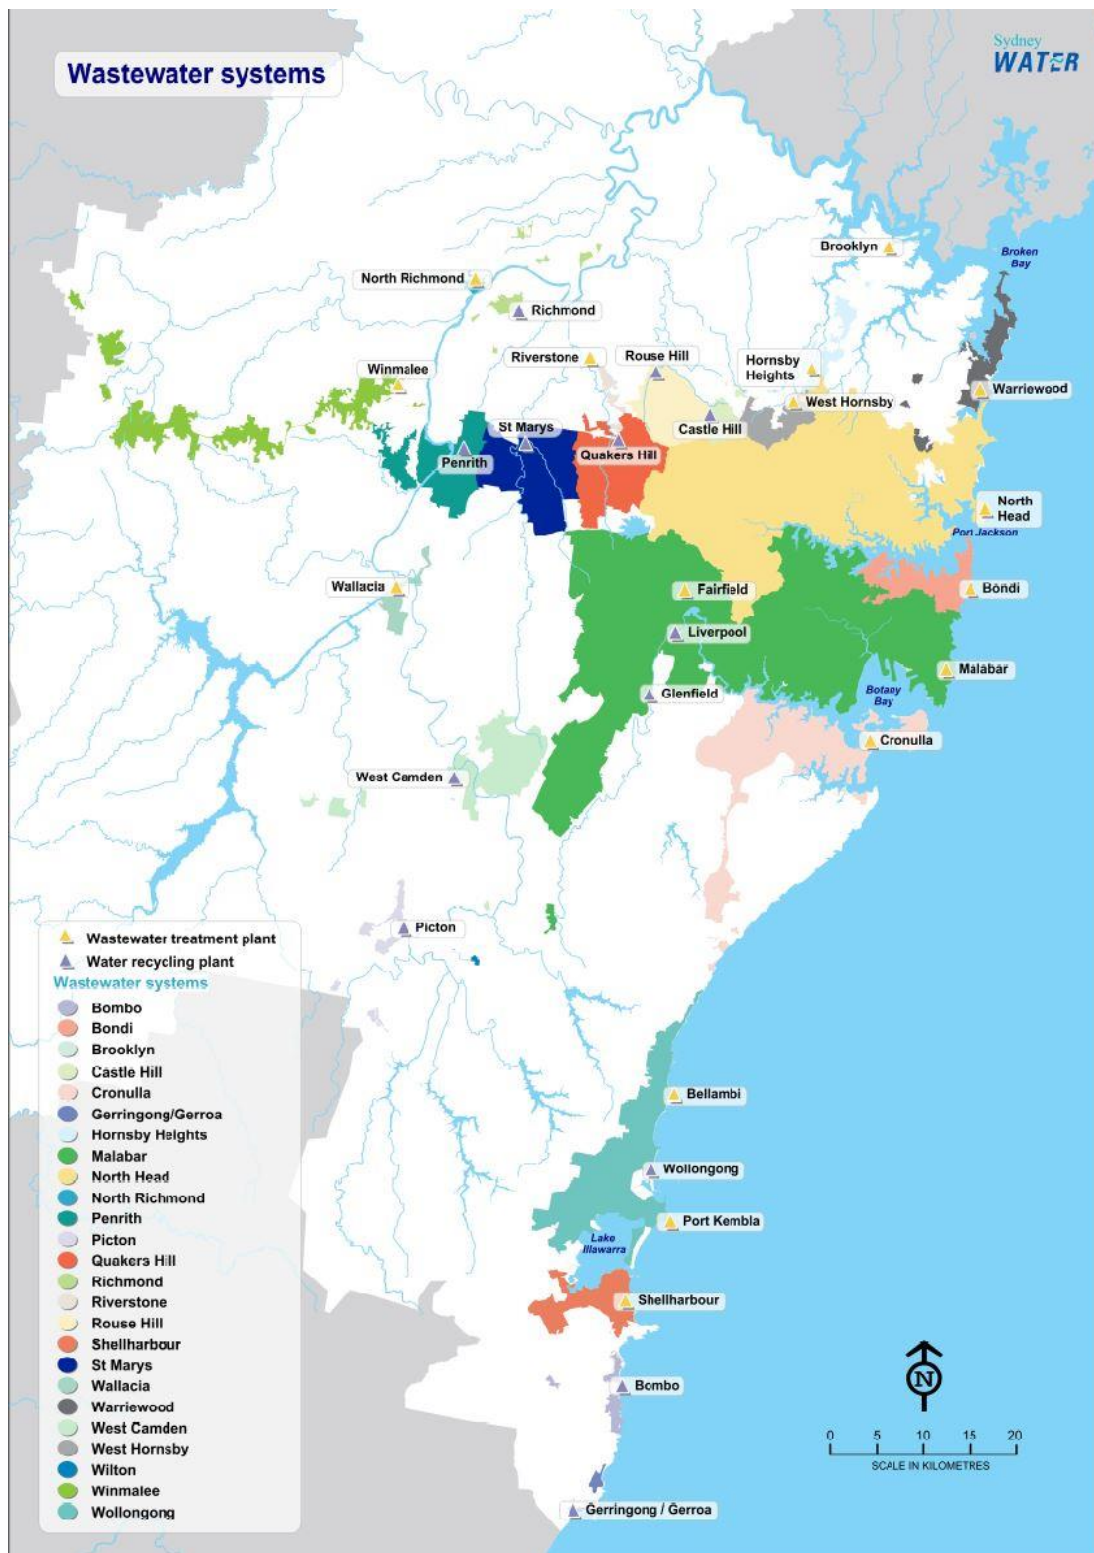 Wastewater systems
Sydney
WATER
Brooklyn
Broken
Bay
North Richmond
Richmond
Riverstone
Rouse Hill
Hornsby
Heights
Winmalee
West Hornsby
Warriewood
St Marys
Castle Hill
Penrith
Quakers Hill
North
Head
Port Jackson
Wallacia
Fairfield
Bondi
Liverpool
Malabar
Glenfield
Botany
Bay
Cronulla
West Camden
Picton
Wastewater treatment plant
Water recycling plant
Wastewater systems
Bombo
Bondi
Brooklyn
Castle Hill
Cronulla
Gerringong/Gerroa
Hornsby Heights
Malabar
North Head
North Richmond
Penrith
Picton
Quakers Hill
Richmond
Riverstone
Rouse Hill
Shellharbour
St Marys
Wallacia
Warriewood
West Camden
West Hornsby
Wilton
Winmalee
Wollongong
Bellambi
Wollongong
Port Kembla
Lake
Illawarra
Shellharbour
Bombo
Gerringong / Gerroa
N
0 5 10 15 20
SCALE IN KILOMETRES